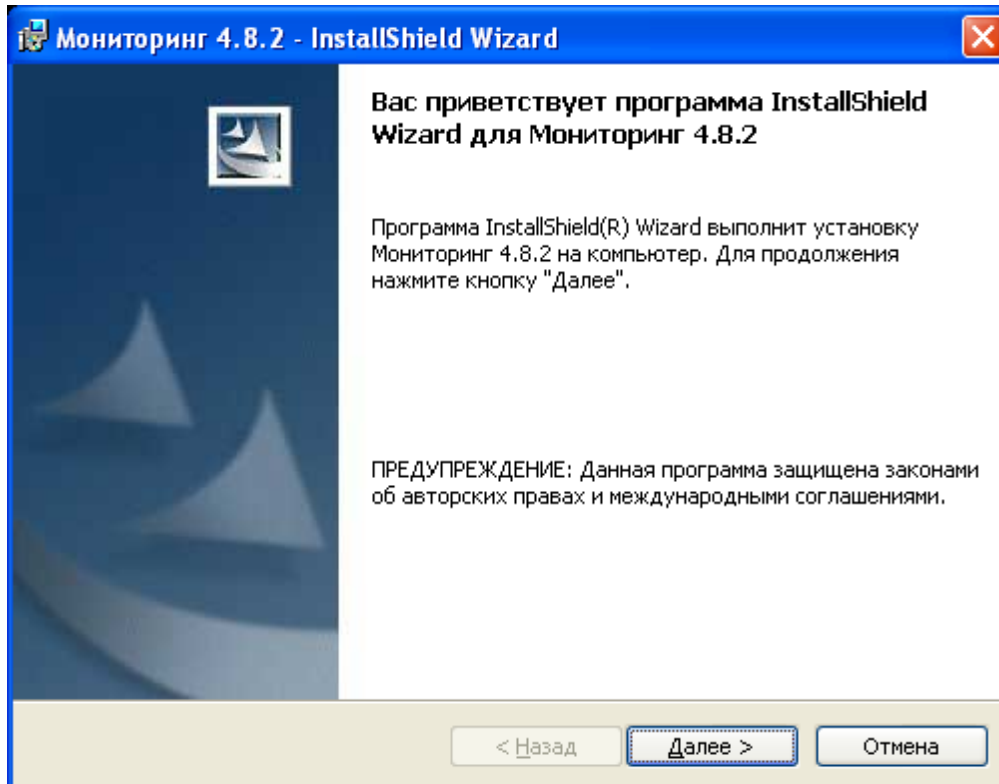 Мониторинг 4.8.2 - InstallShield Wizard
Вас приветствует программа InstallShield
Wizard для Мониторинг 4.8.2
Программа InstallShield(R) Wizard выполнит установку
Мониторинг 4.8.2 на компьютер. Для продолжения
нажмите кнопку "Далее".
ПРЕДУПРЕЖДЕНИЕ: Данная программа защищена законами
об авторских правах и международными соглашениями.
< Назад
Далее >
Отмена